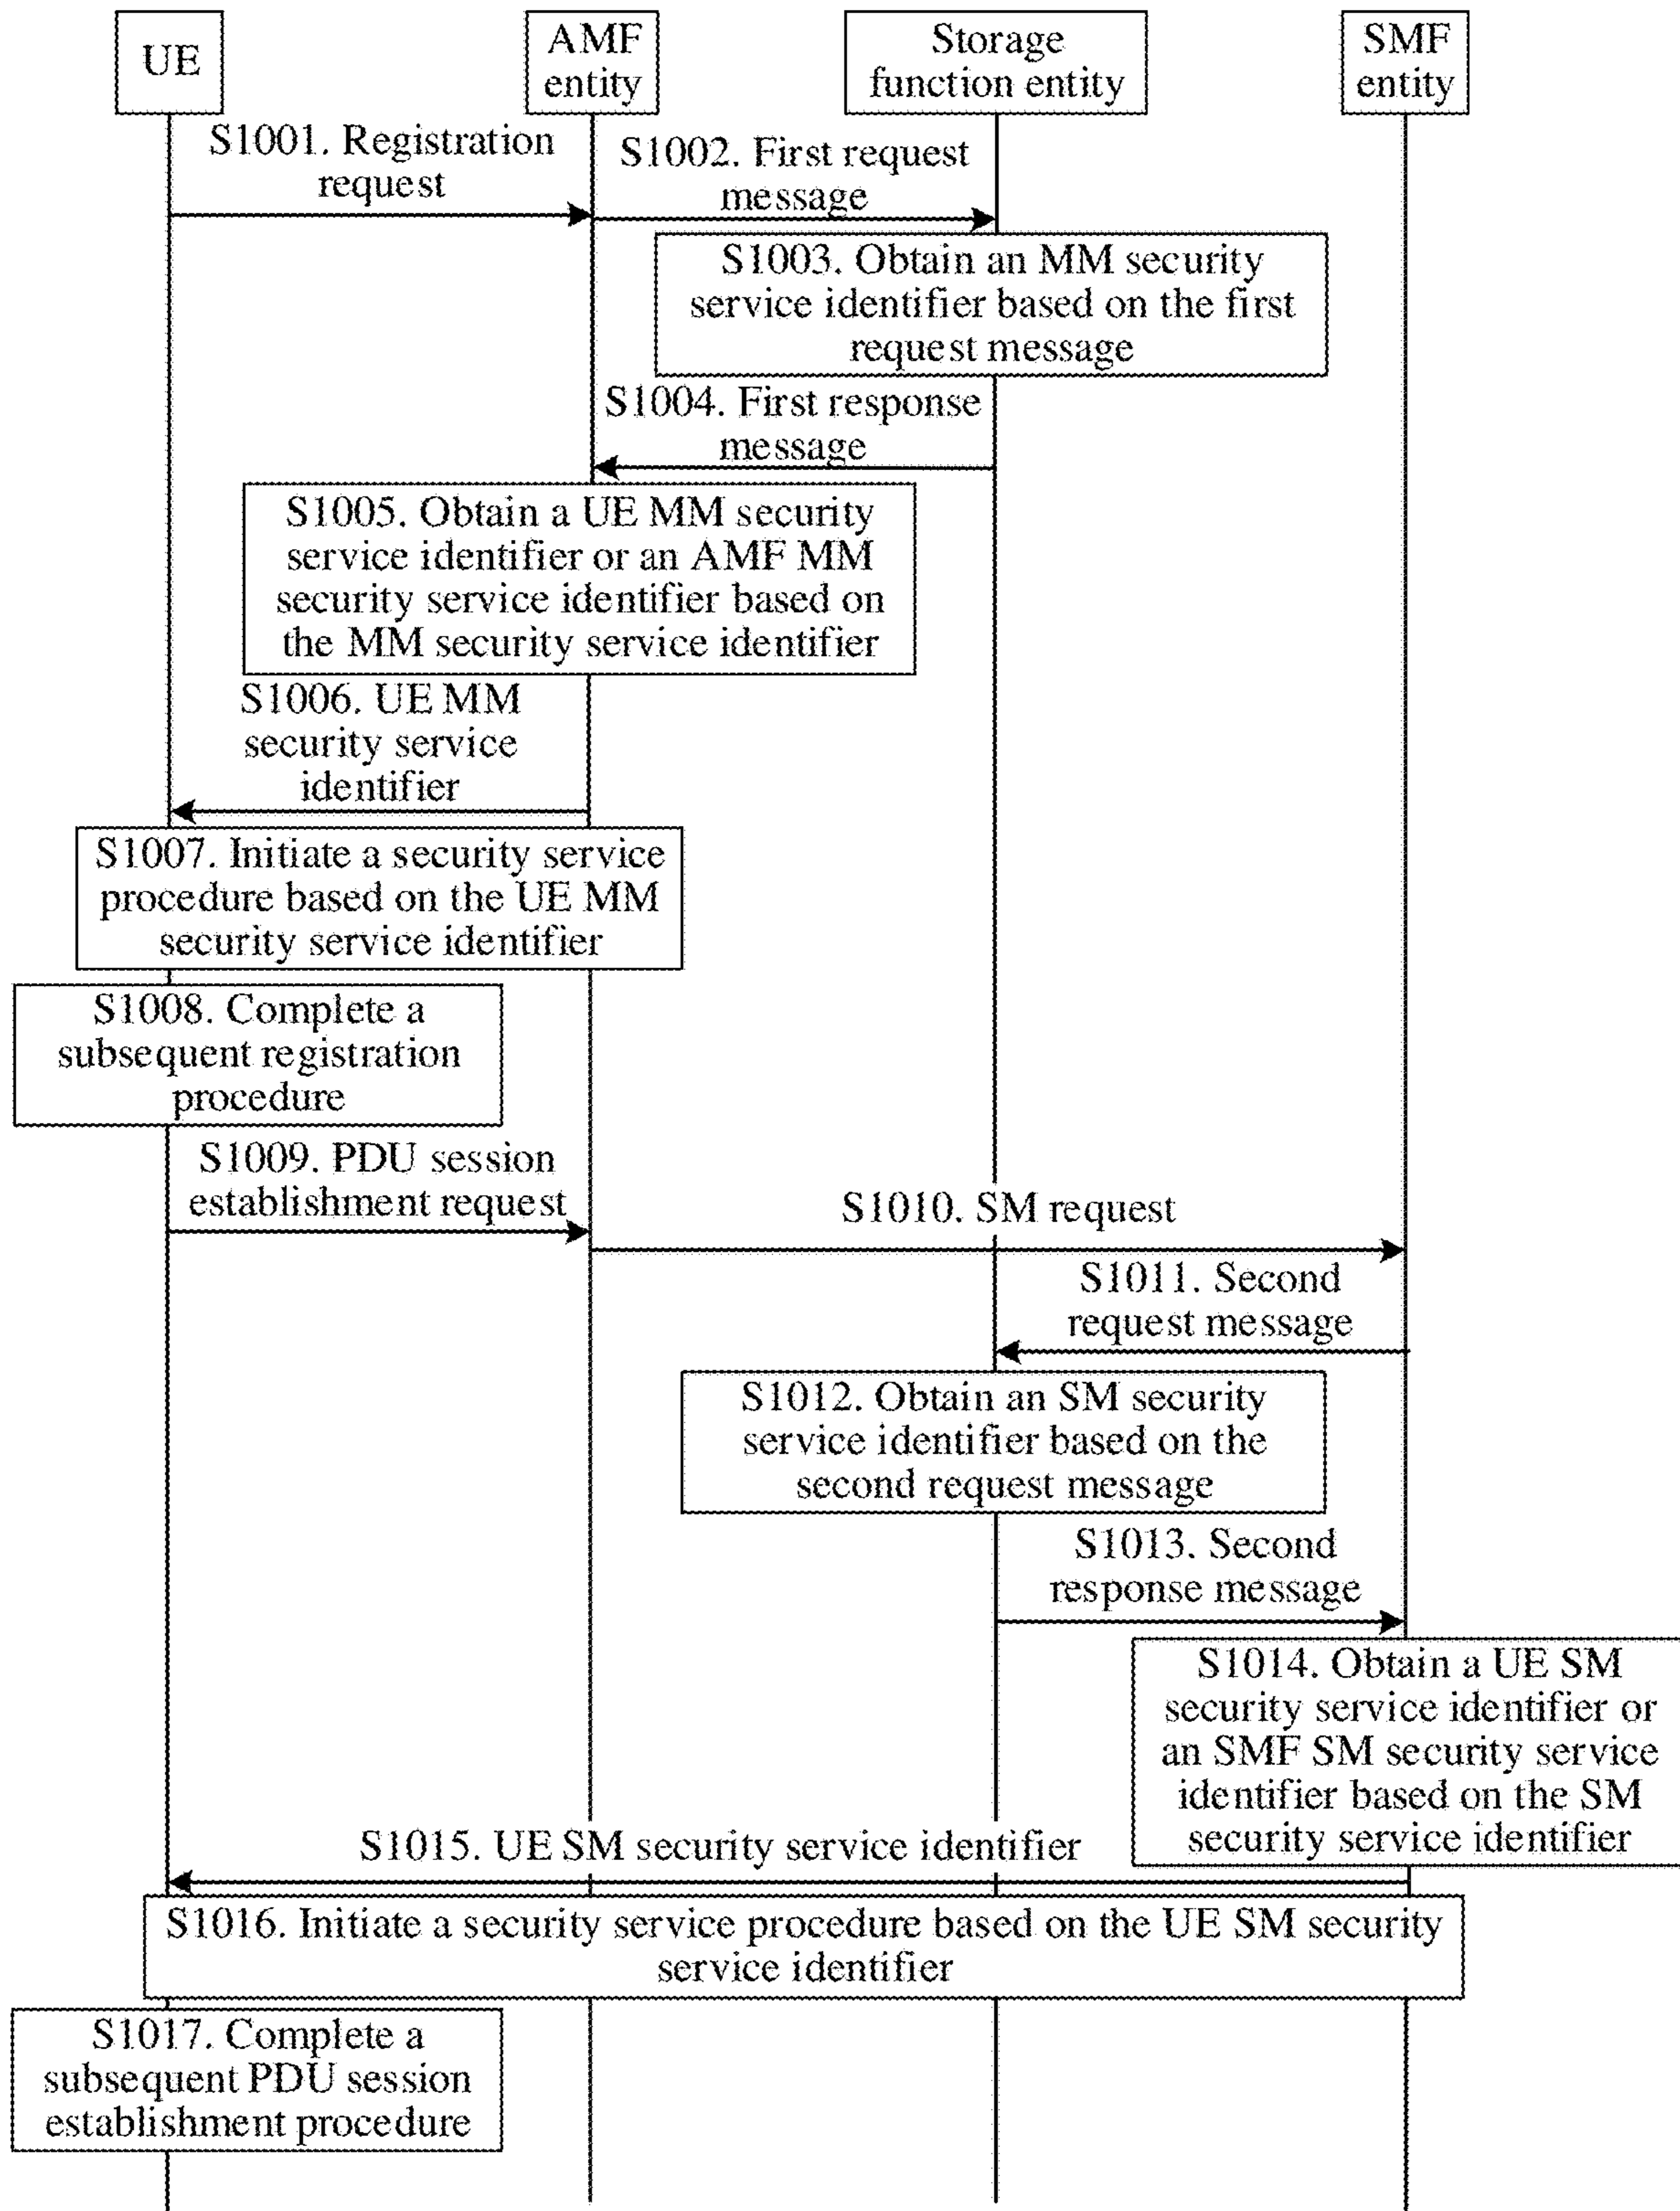 UE
AMF
entity
Storage
function entity
SMF
entity
S1001. Registration
request
S1002. First request
message
S1003. Obtain an MM security
service identifier based on the first
request message
S1004. First response
message
S1005. Obtain a UE MM security
service identifier or an AMF MM
security service identifier based on
the MM security service identifier
S1006. UE MM
security service
identifier
S1007. Initiate a security service
procedure based on the UE MM
security service identifier
S1008. Complete a
subsequent registration
procedure
S1009. PDU session
establishment request
S1010. SM request
S1011. Second
request message
S1012. Obtain an SM security
service identifier based on the
second request message
S1013. Second
response message
S1014. Obtain a UE SM
security service identifier or
an SMF SM security service
identifier based on the SM
security service identifier
S1015. UE SM security service identifier
S1016. Initiate a security service procedure based on the UE SM security
service identifier
S1017. Complete a
subsequent PDU session
establishment procedure